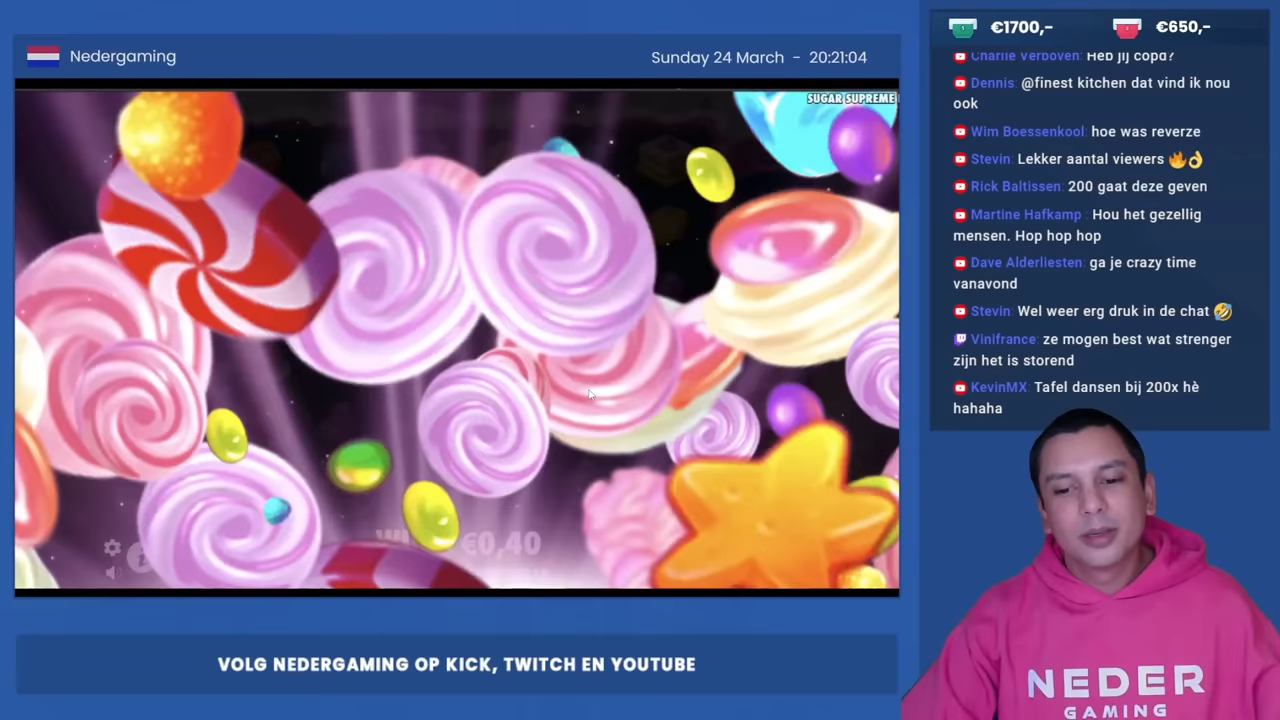 Nedergaming
Sunday 24 March - 20:21:04
SUGAR SUPREME
€0,40
VOLG NEDERGAMING OP KICK, TWITCH EN YOUTUBE
€1700,-
€650,-
Charlie Verboven: Heb jij copd?
Dennis: @finest kitchen dat vind ik nou
ook
Wim Boessenkool: hoe was reverze
Stevin: Lekker aantal viewers 🔥👌
Rick Baltissen: 200 gaat deze geven
Martine Hafkamp : Hou het gezellig
mensen. Hop hop hop
Dave Alderliesten: ga je crazy time
vanavond
Stevin: Wel weer erg druk in de chat 🤣
Vinifrance: ze mogen best wat strenger
zijn het is storend
KevinMX: Tafel dansen bij 200x hè
hahaha
NEDER
GAMING